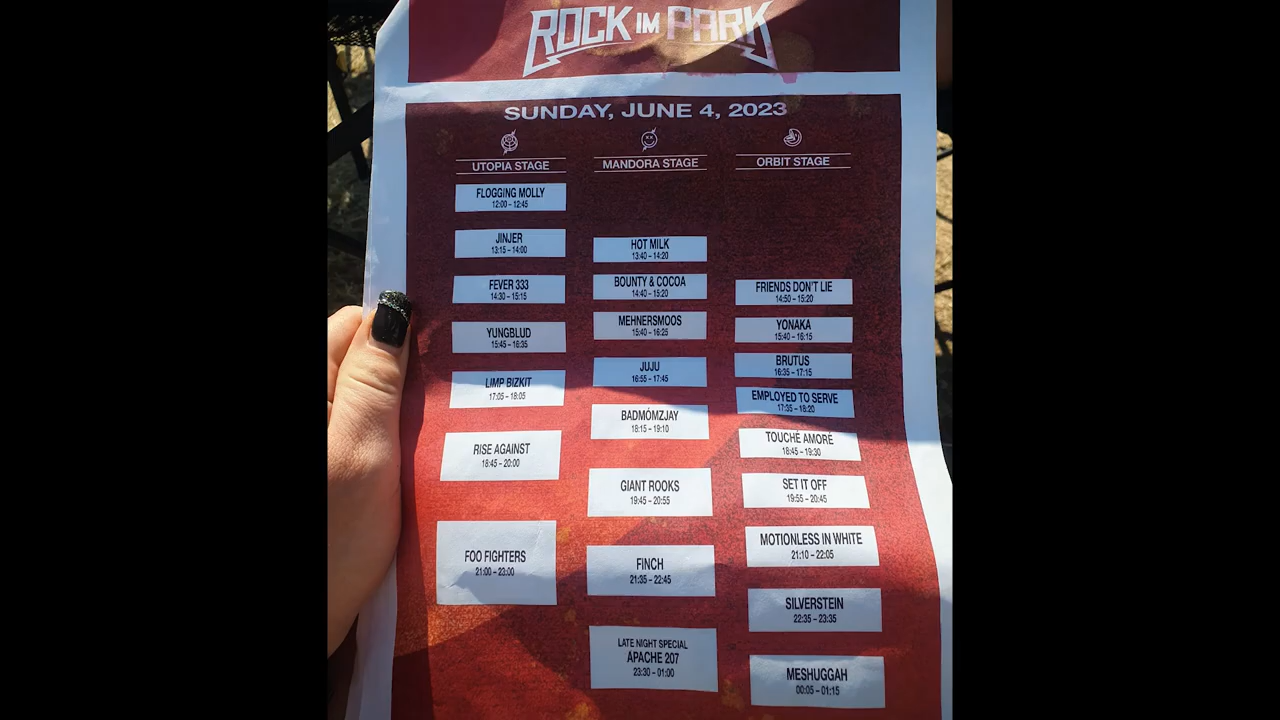 ROCK IM PARK
SUNDAY, JUNE 4, 2023
UTOPIA STAGE
FLOGGING MOLLY
12:00 – 12:45
JINJER
13:15 – 14:00
FEVER 333
14:30 – 15:15
YUNGBLUD
15:45 – 16:35
LIMP BIZKIT
17:05 – 18:05
RISE AGAINST
18:45 – 20:00
FOO FIGHTERS
21:00 – 23:00
MANDORA STAGE
HOT MILK
13:40 – 14:20
BOUNTY & COCOA
14:40 – 15:20
MEHNERSMOOS
15:40 – 16:25
JUJU
16:55 – 17:45
BADMÓMZJAY
18:15 – 19:10
GIANT ROOKS
19:45 – 20:55
FINCH
21:35 – 22:45
LATE NIGHT SPECIAL
APACHE 207
23:30 – 01:00
ORBIT STAGE
FRIENDS DON'T LIE
14:50 – 15:20
YONAKA
15:40 – 16:15
BRUTUS
16:35 – 17:15
EMPLOYED TO SERVE
17:35 – 18:20
TOUCHÉ AMORÉ
18:45 – 19:30
SET IT OFF
19:55 – 20:45
MOTIONLESS IN WHITE
21:10 – 22:05
SILVERSTEIN
22:35 – 23:35
MESHUGGAH
00:05 – 01:15